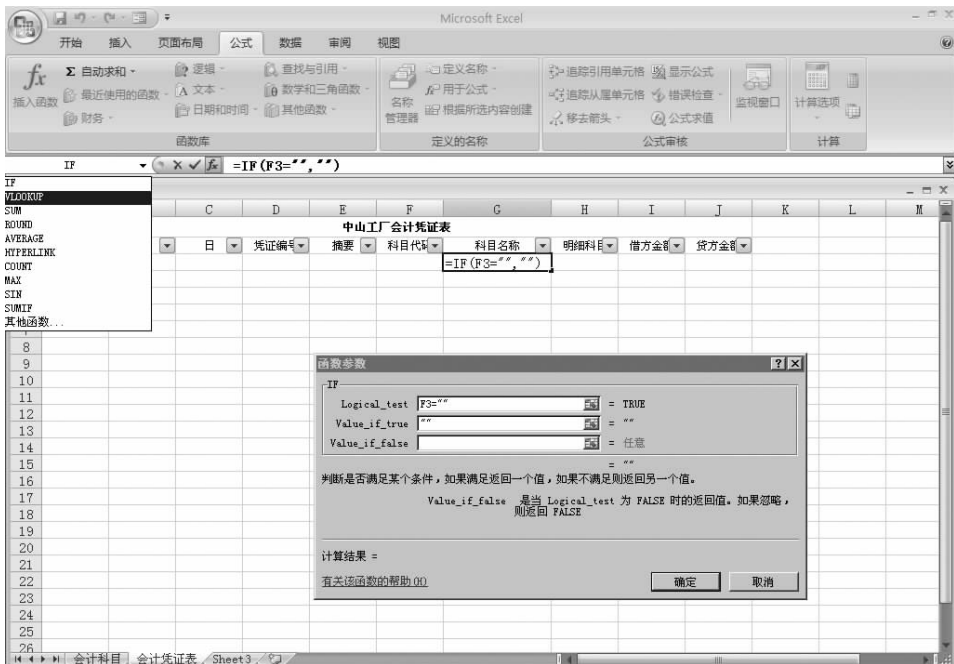 Microsoft Excel
开始 插入 页面布局 公式 数据 审阅 视图
fx 插入函数
Σ 自动求和
最近使用的函数
财务
逻辑
文本
日期和时间
查找与引用
数学和三角函数
其他函数
函数库
名称
管理器
定义名称
用于公式
根据所选内容创建
定义的名称
追踪引用单元格
追踪从属单元格
移去箭头
显示公式
错误检查
公式求值
公式审核
监视窗口
计算选项
计算
IF
=IF(F3="","")
IF
VLOOKUP
SUM
ROUND
AVERAGE
HYPERLINK
COUNT
MAX
SIN
SUMIF
其他函数...
C D E F G H I J K L M
中山工厂会计凭证表
日 凭证编号 摘要 科目代码 科目名称 明细科目 借方金额 贷方金额
=IF(F3="","")
8
9
10
11
12
13
14
15
16
17
18
19
20
21
22
23
24
25
26
函数参数
IF
Logical_test F3="" = TRUE
Value_if_true "" = ""
Value_if_false = 任意
= ""
判断是否满足某个条件，如果满足返回一个值，如果不满足则返回另一个值。
Value_if_false 是当 Logical_test 为 FALSE 时的返回值。如果忽略，
则返回 FALSE
计算结果 =
有关该函数的帮助(H)
确定 取消
会计科目 会计凭证表 Sheet3